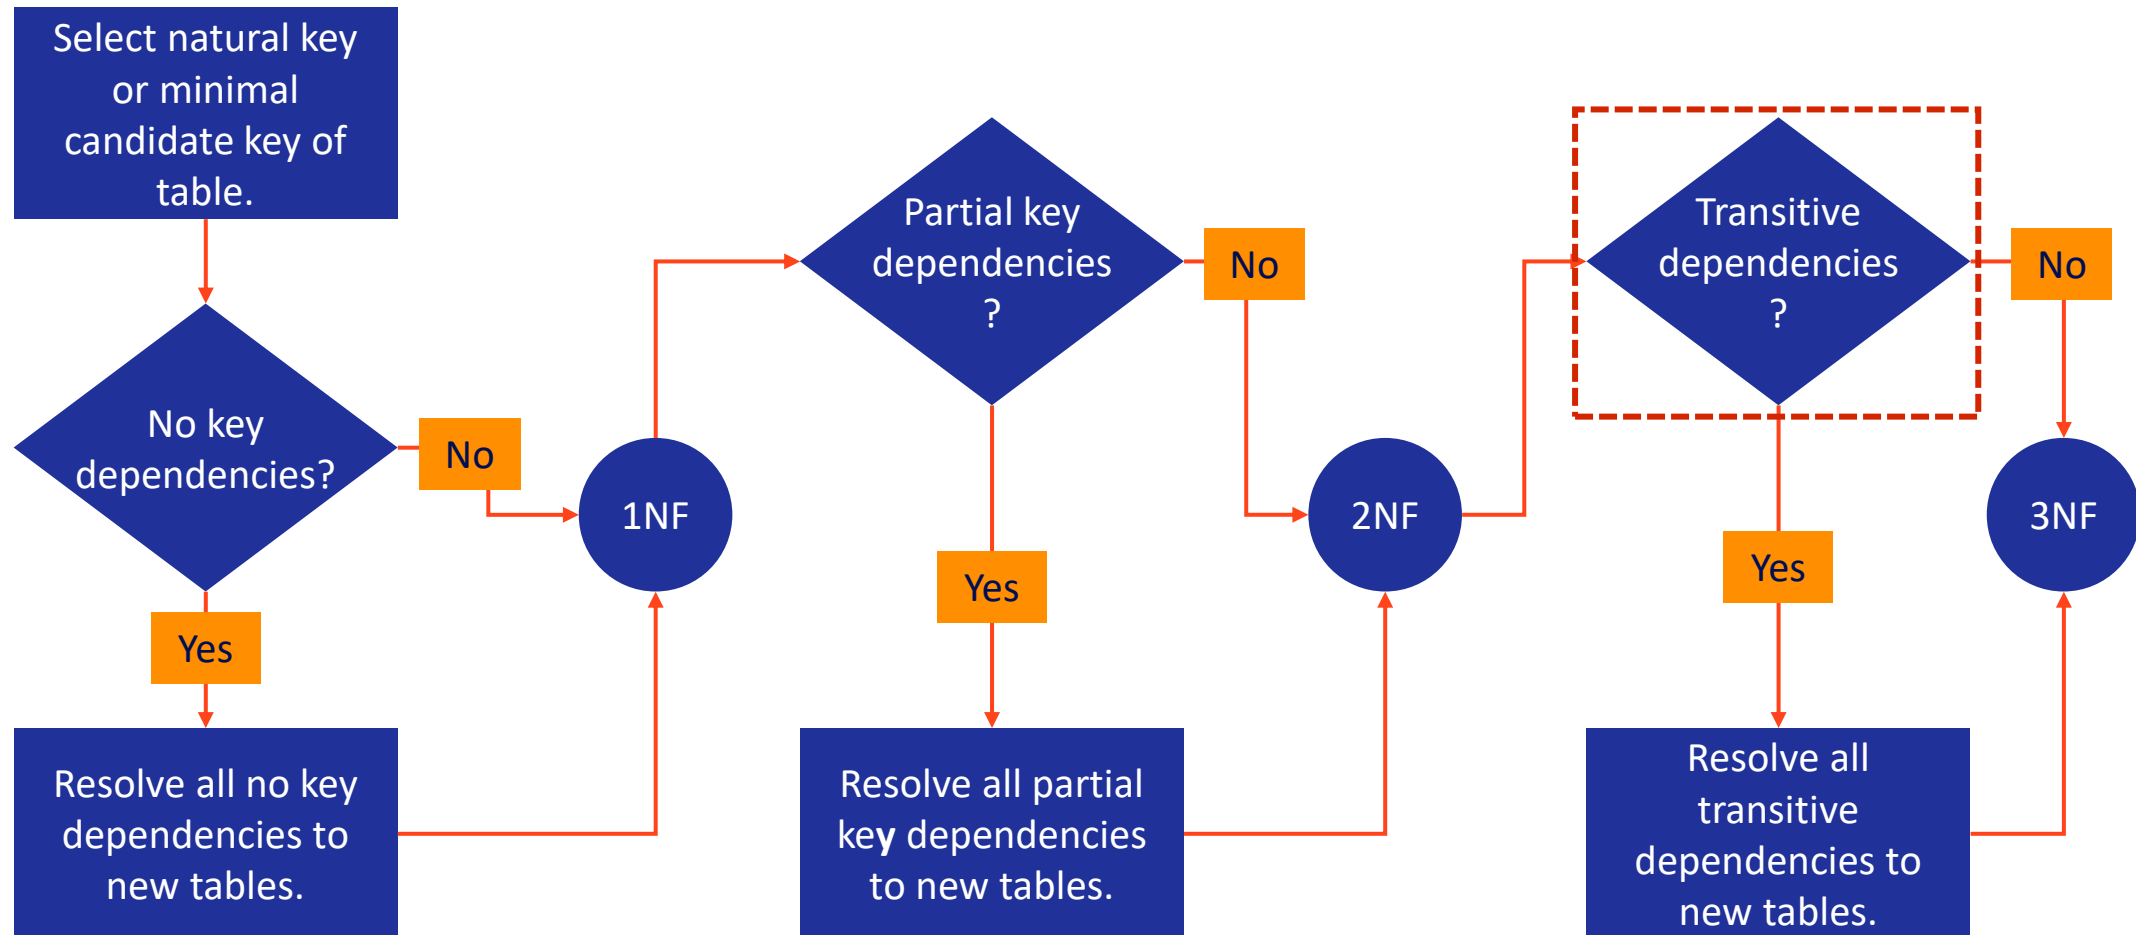 Select natural key
or minimal
candidate key of
table.
No key
dependencies?
No
Yes
Resolve all no key
dependencies to
new tables.
1NF
Partial key
dependencies
?
No
Yes
Resolve all partial
key dependencies
to new tables.
2NF
Transitive
dependencies
?
No
Yes
Resolve all
transitive
dependencies to
new tables.
3NF